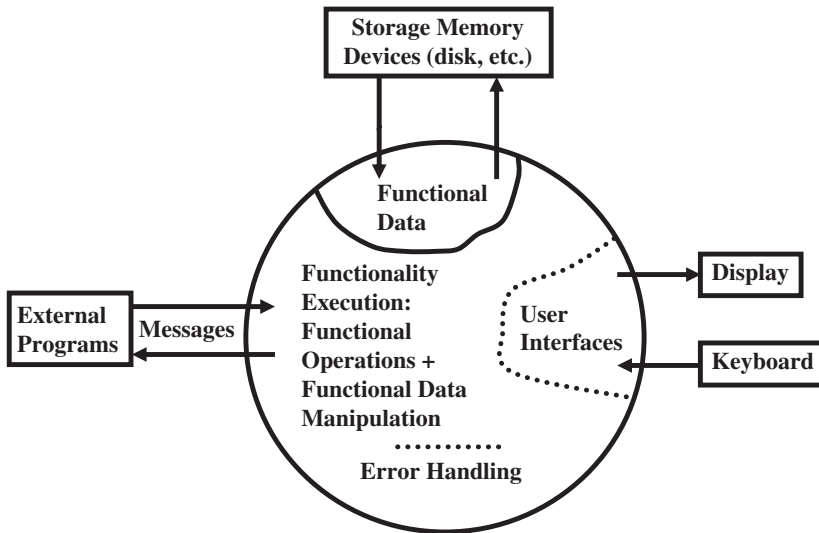 Storage Memory
Devices (disk, etc.)
Functional
Data
Functionality
Execution:
Functional
Operations +
Functional Data
Manipulation
Error Handling
External
Programs
Messages
User
Interfaces
Display
Keyboard